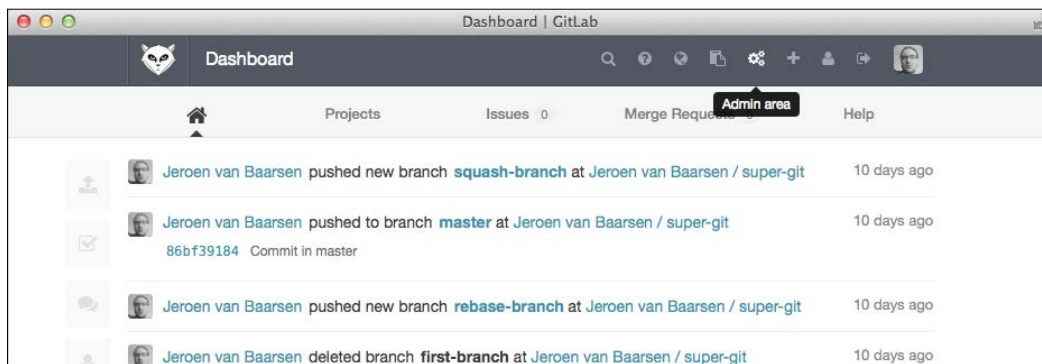 Dashboard | GitLab
Dashboard
Admin area
Projects
Issues 0
Merge Requests
Help
Jeroen van Baarsen pushed new branch squash-branch at Jeroen van Baarsen / super-git 10 days ago
Jeroen van Baarsen pushed to branch master at Jeroen van Baarsen / super-git 10 days ago
86bf39184 Commit in master
Jeroen van Baarsen pushed new branch rebase-branch at Jeroen van Baarsen / super-git 10 days ago
Jeroen van Baarsen deleted branch first-branch at Jeroen van Baarsen / super-git 10 days ago